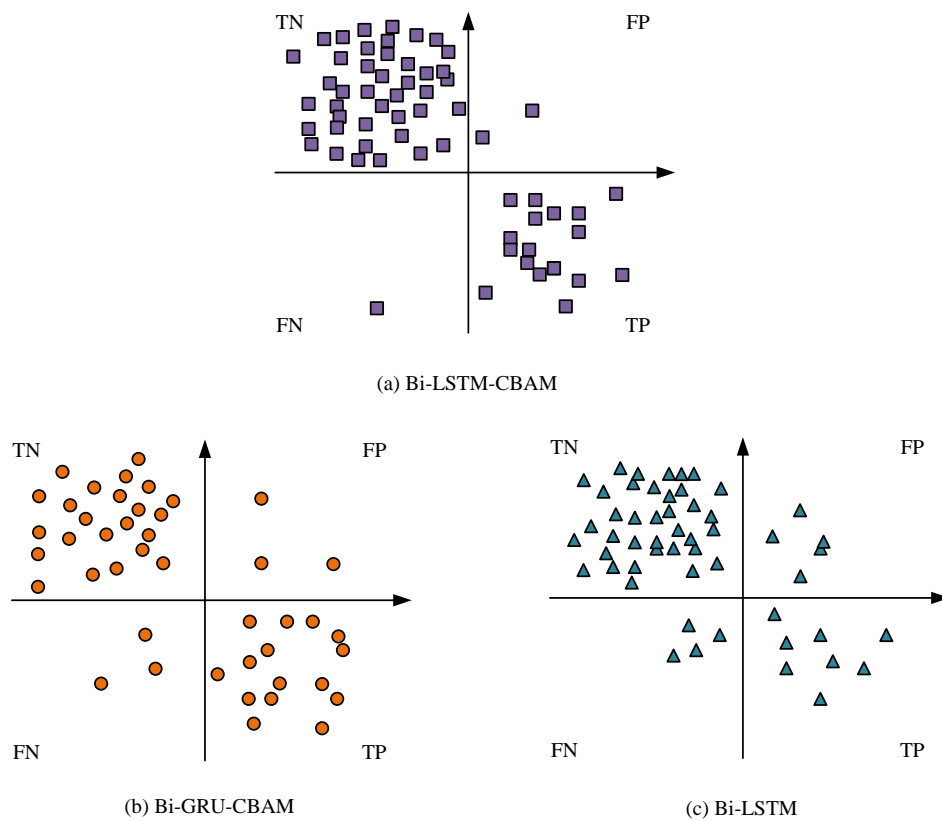 TN FP
FN TP
(a) Bi-LSTM-CBAM
TN FP
FN TP
(b) Bi-GRU-CBAM
TN FP
FN TP
(c) Bi-LSTM